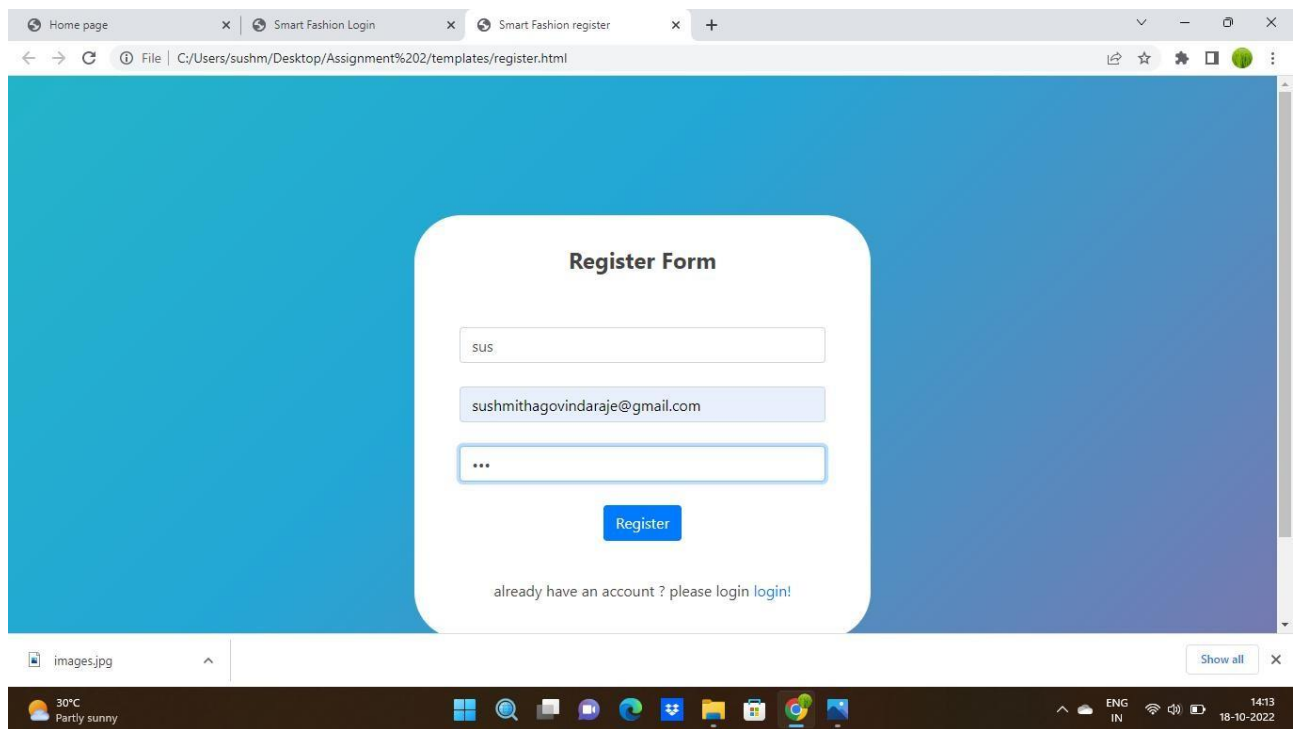 Home page
Smart Fashion Login
Smart Fashion register
File | C:/Users/sushm/Desktop/Assignment%202/templates/register.html
Register Form
sus
sushmithagovindaraje@gmail.com
•••
Register
already have an account ? please login login!
images.jpg
Show all
30°C
Partly sunny
ENG
IN
14:13
18-10-2022